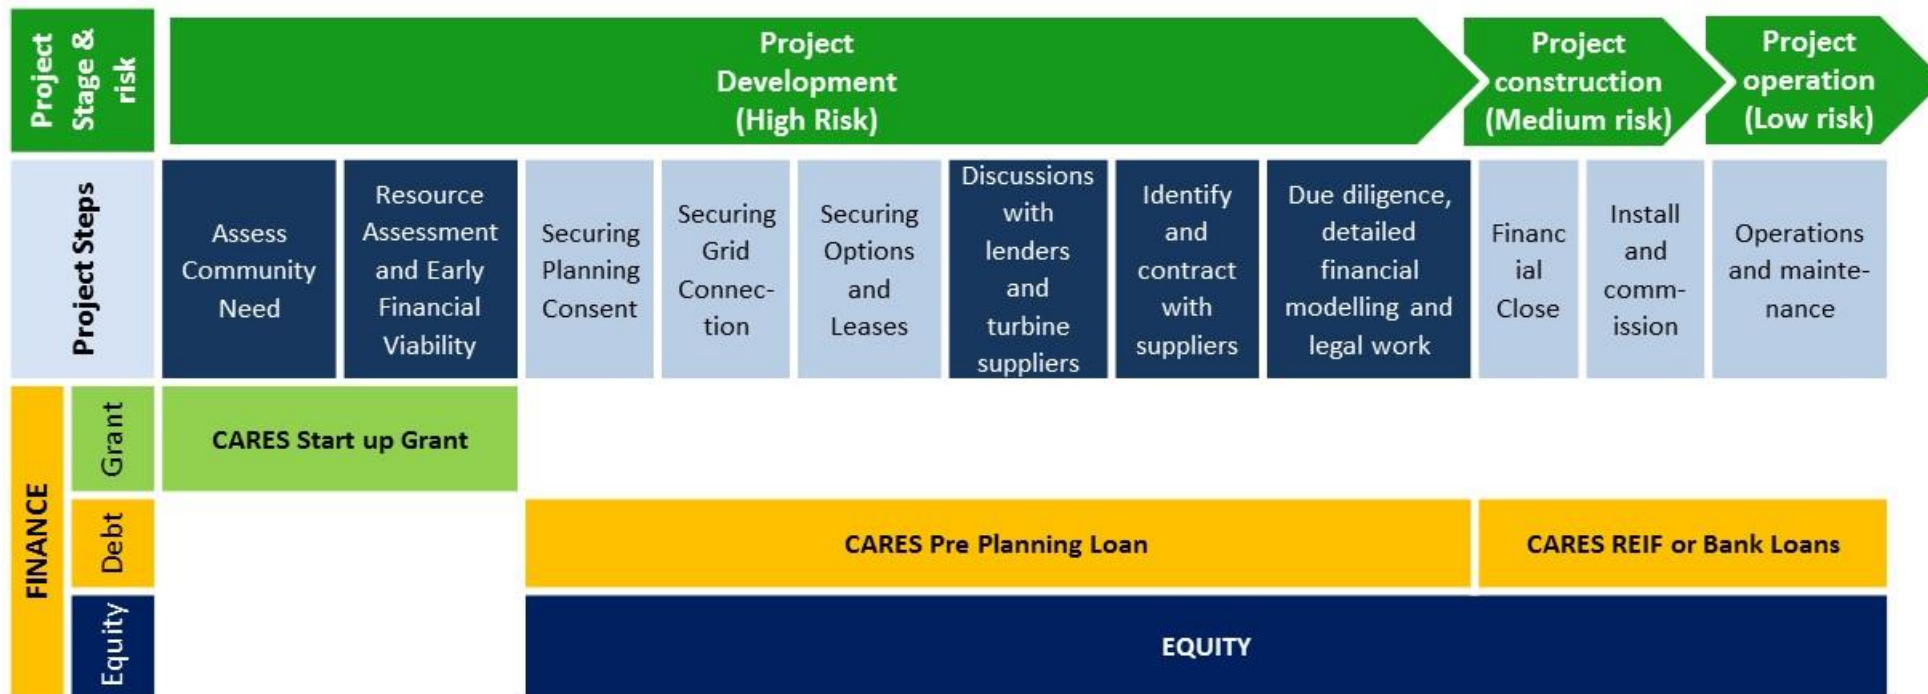 Project
Stage &
risk
Project
Development
(High Risk)
Project
construction
(Medium risk)
Project
operation
(Low risk)
Project Steps
Assess
Community
Need
Resource
Assessment
and Early
Financial
Viability
Securing
Planning
Consent
Securing
Grid
Connec-
tion
Securing
Options
and
Leases
Discussions
with
lenders
and
turbine
suppliers
Identify
and
contract
with
suppliers
Due diligence,
detailed
financial
modelling and
legal work
Financ
ial
Close
Install
and
comm-
ission
Operations
and mainte-
nance
FINANCE
Grant
CARES Start up Grant
Debt
CARES Pre Planning Loan
CARES REIF or Bank Loans
Equity
EQUITY